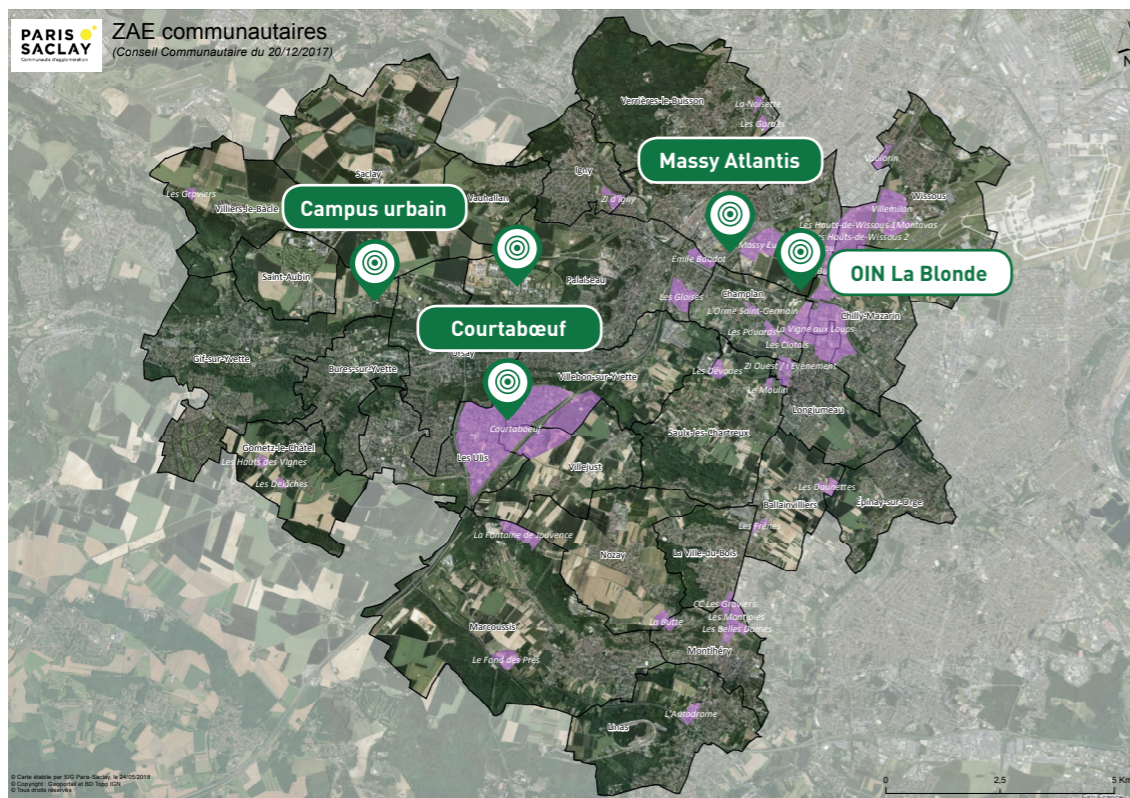 PARIS
SACLAY
Communauté d'agglomération
ZAE communautaires
(Conseil Communautaire du 20/12/2017)
N
Verrières-le-Buisson
La Noisette
Les Gardes
Massy Atlantis
Vaulorin
Igny
Saclay
Les Graviers
Villiers-le-Bâcle
Campus urbain
Vauhallan
ZI d'Igny
Wissous
Villemilan
Les Hauts-de-Wissous 1
Montavas
Les Hauts-de-Wissous 2
Massy Eu
Emile Baudot
OIN La Blonde
Saint-Aubin
Palaiseau
Champlan
Les Glaises
L'Orme Saint-Germain
Chilly-Mazarin
Courtabœuf
Les Pavards
La Vigne aux Loups
Les Clotais
Orsay
Gif-sur-Yvette
Bures-sur-Yvette
Villebon-sur-Yvette
Les Dévodes
ZI Ouest / l'Evènement
Le Moulin
Longjumeau
Courtabœuf
Saulx-les-Chartreux
Gometz-le-Châtel
Les Hauts des Vignes
Les Ulis
Villejust
Les Delâches
Les Daunettes
Ballainvilliers
Épinay-sur-Orge
Les Frênes
La Fontaine de Jouvence
Nozay
La Ville-du-Bois
CC Les Graviers
Les Mantjoies
La Butte
Les Belles Dames
Marcoussis
Montlhéry
Le Fond des Prés
L'Autodrome
Linas
© Carte établie par SIG Paris-Saclay, le 24/05/2018
© Copyright : Geoportail et BD Topo IGN
© Tous droits réservés
0 2,5 5 Km